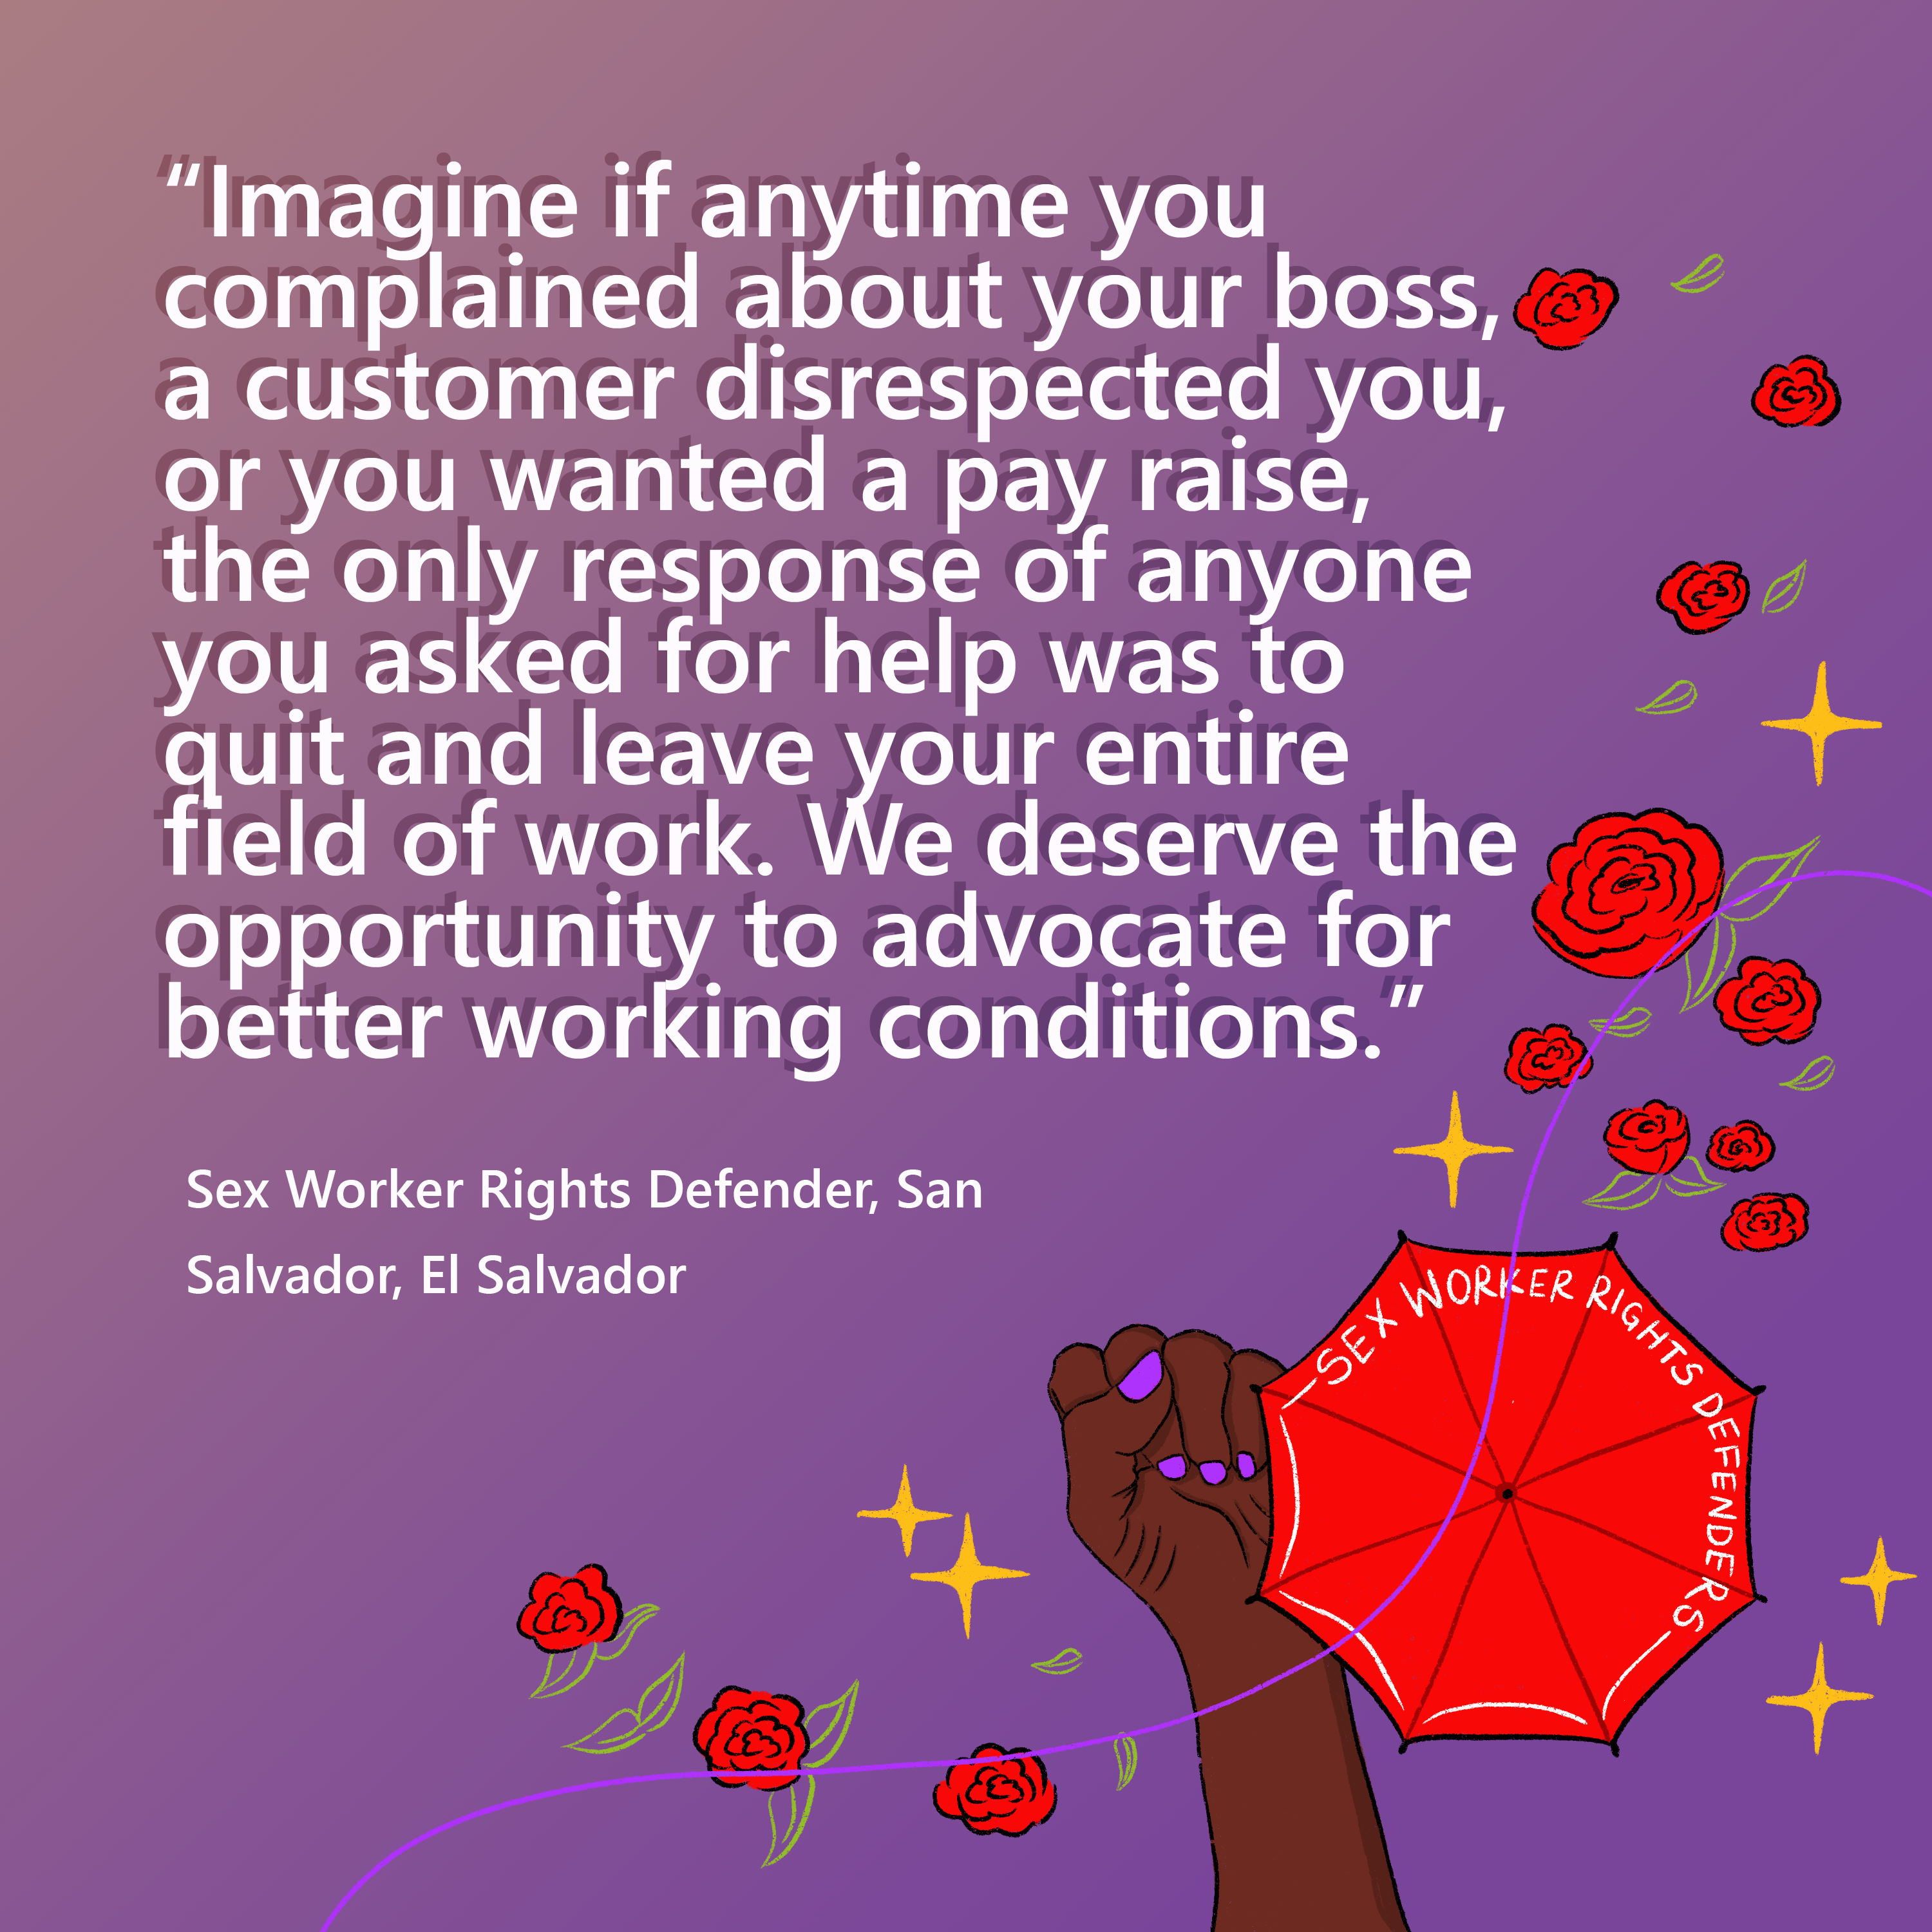 “Imagine if anytime you
complained about your boss,
a customer disrespected you,
or you wanted a pay raise,
the only response of anyone
you asked for help was to
quit and leave your entire
field of work. We deserve the
opportunity to advocate for
better working conditions.”
Sex Worker Rights Defender, San
Salvador, El Salvador
SEX WORKER RIGHTS DEFENDERS